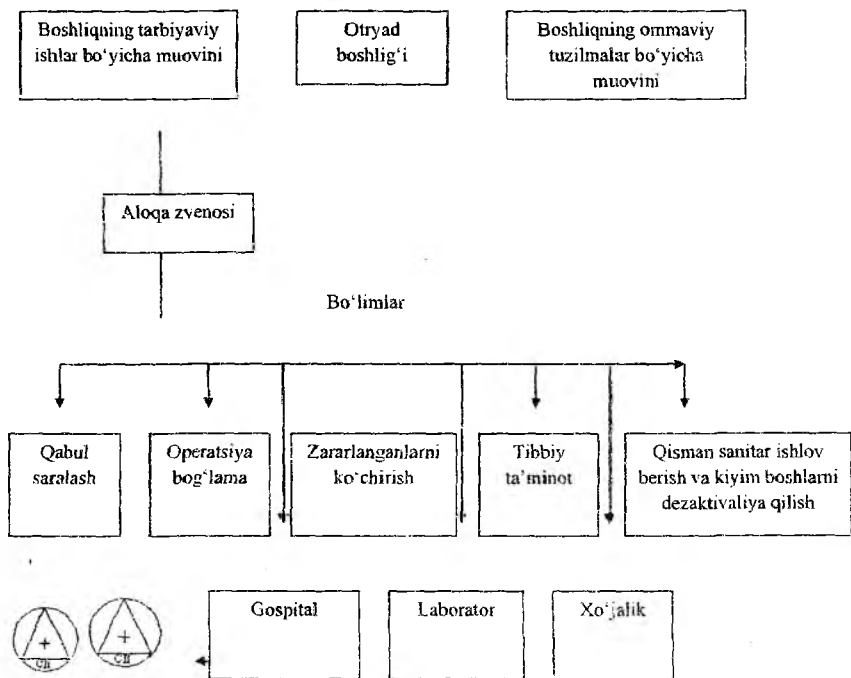 Boshliqning tarbiyaviy
ishlar bo‘yicha muovini
Otryad
boshlig‘i
Boshliqning ommaviy
tuzilmalar bo‘yicha
muovini
Aloqa zvenosi
Bo‘limlar
Qabul
saralash
Operatsiya
bog‘lama
Zararlanganlarni
ko‘chirish
Tibbiy
ta’minot
Qisman sanitar ishlov
berish va kiyim boshlarni
dezaktivaliya qilish
Gospital
Laborator
Xo‘jalik